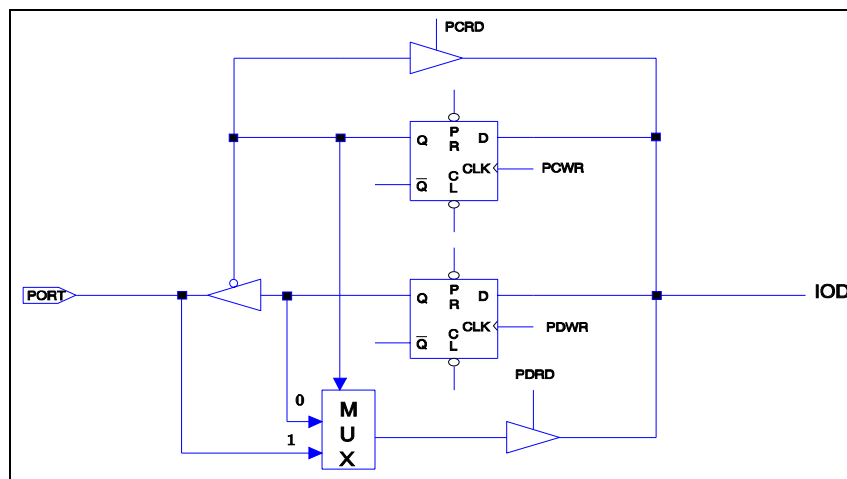 PCRD
Q P R D
CLK PCWR
Q C L
PORT
Q P R D
IOD
CLK PDWR
Q C L
PDRD
0
1
M
U
X